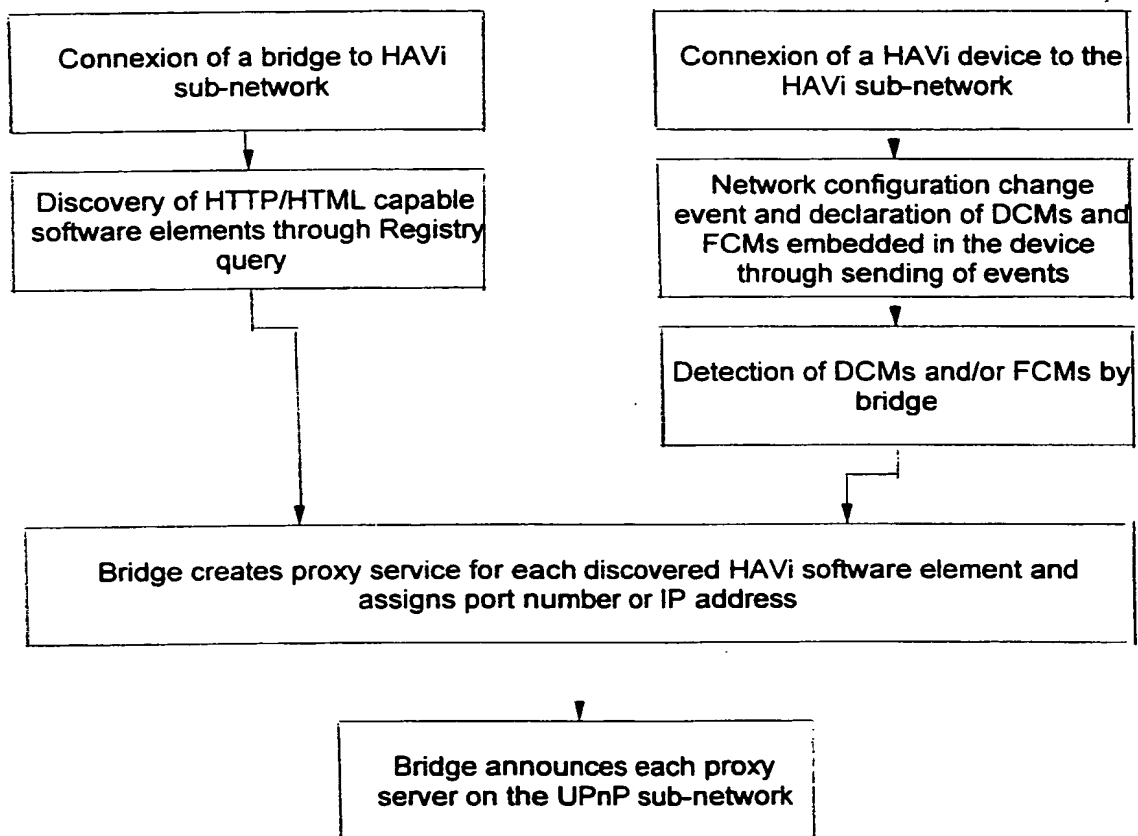 Connexion of a bridge to HAVi
sub-network
Discovery of HTTP/HTML capable
software elements through Registry
query
Connexion of a HAVi device to the
HAVi sub-network
Network configuration change
event and declaration of DCMs and
FCMs embedded in the device
through sending of events
Detection of DCMs and/or FCMs by
bridge
Bridge creates proxy service for each discovered HAVi software element and
assigns port number or IP address
Bridge announces each proxy
server on the UPnP sub-network